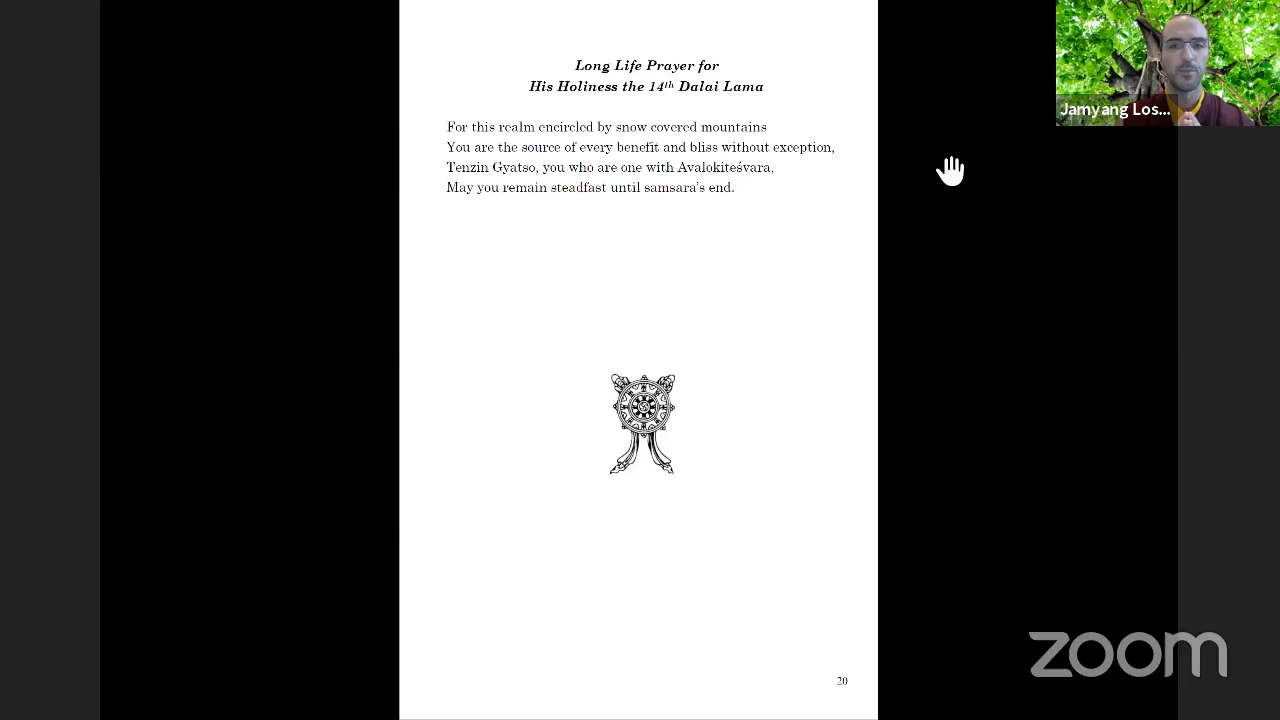 Long Life Prayer for
His Holiness the 14th Dalai Lama
For this realm encircled by snow covered mountains
You are the source of every benefit and bliss without exception,
Tenzin Gyatso, you who are one with Avalokiteśvara,
May you remain steadfast until samsara's end.
20
Jamyang Los...
zoom